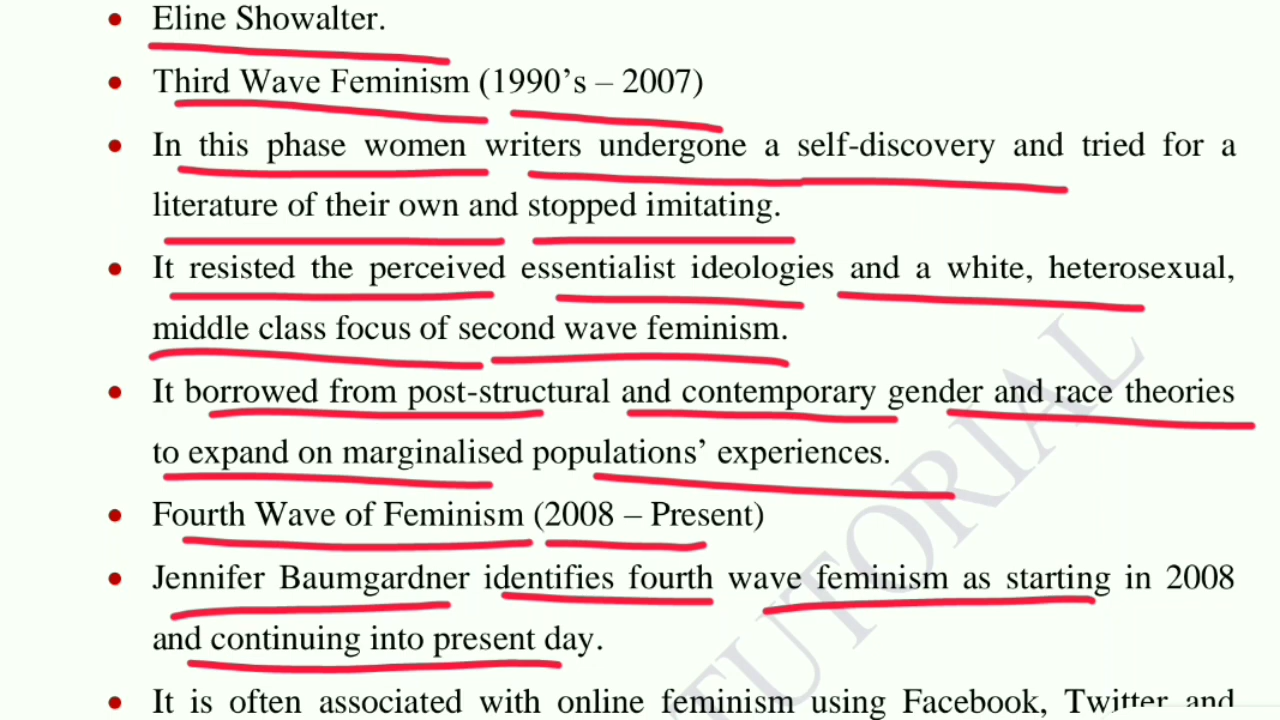 Eline Showalter.
Third Wave Feminism (1990's – 2007)
In this phase women writers undergone a self-discovery and tried for a
literature of their own and stopped imitating.
It resisted the perceived essentialist ideologies and a white, heterosexual,
middle class focus of second wave feminism.
It borrowed from post-structural and contemporary gender and race theories
to expand on marginalised populations' experiences.
Fourth Wave of Feminism (2008 – Present)
Jennifer Baumgardner identifies fourth wave feminism as starting in 2008
and continuing into present day.
It is often associated with online feminism using Facebook, Twitter and
TUTORIAL